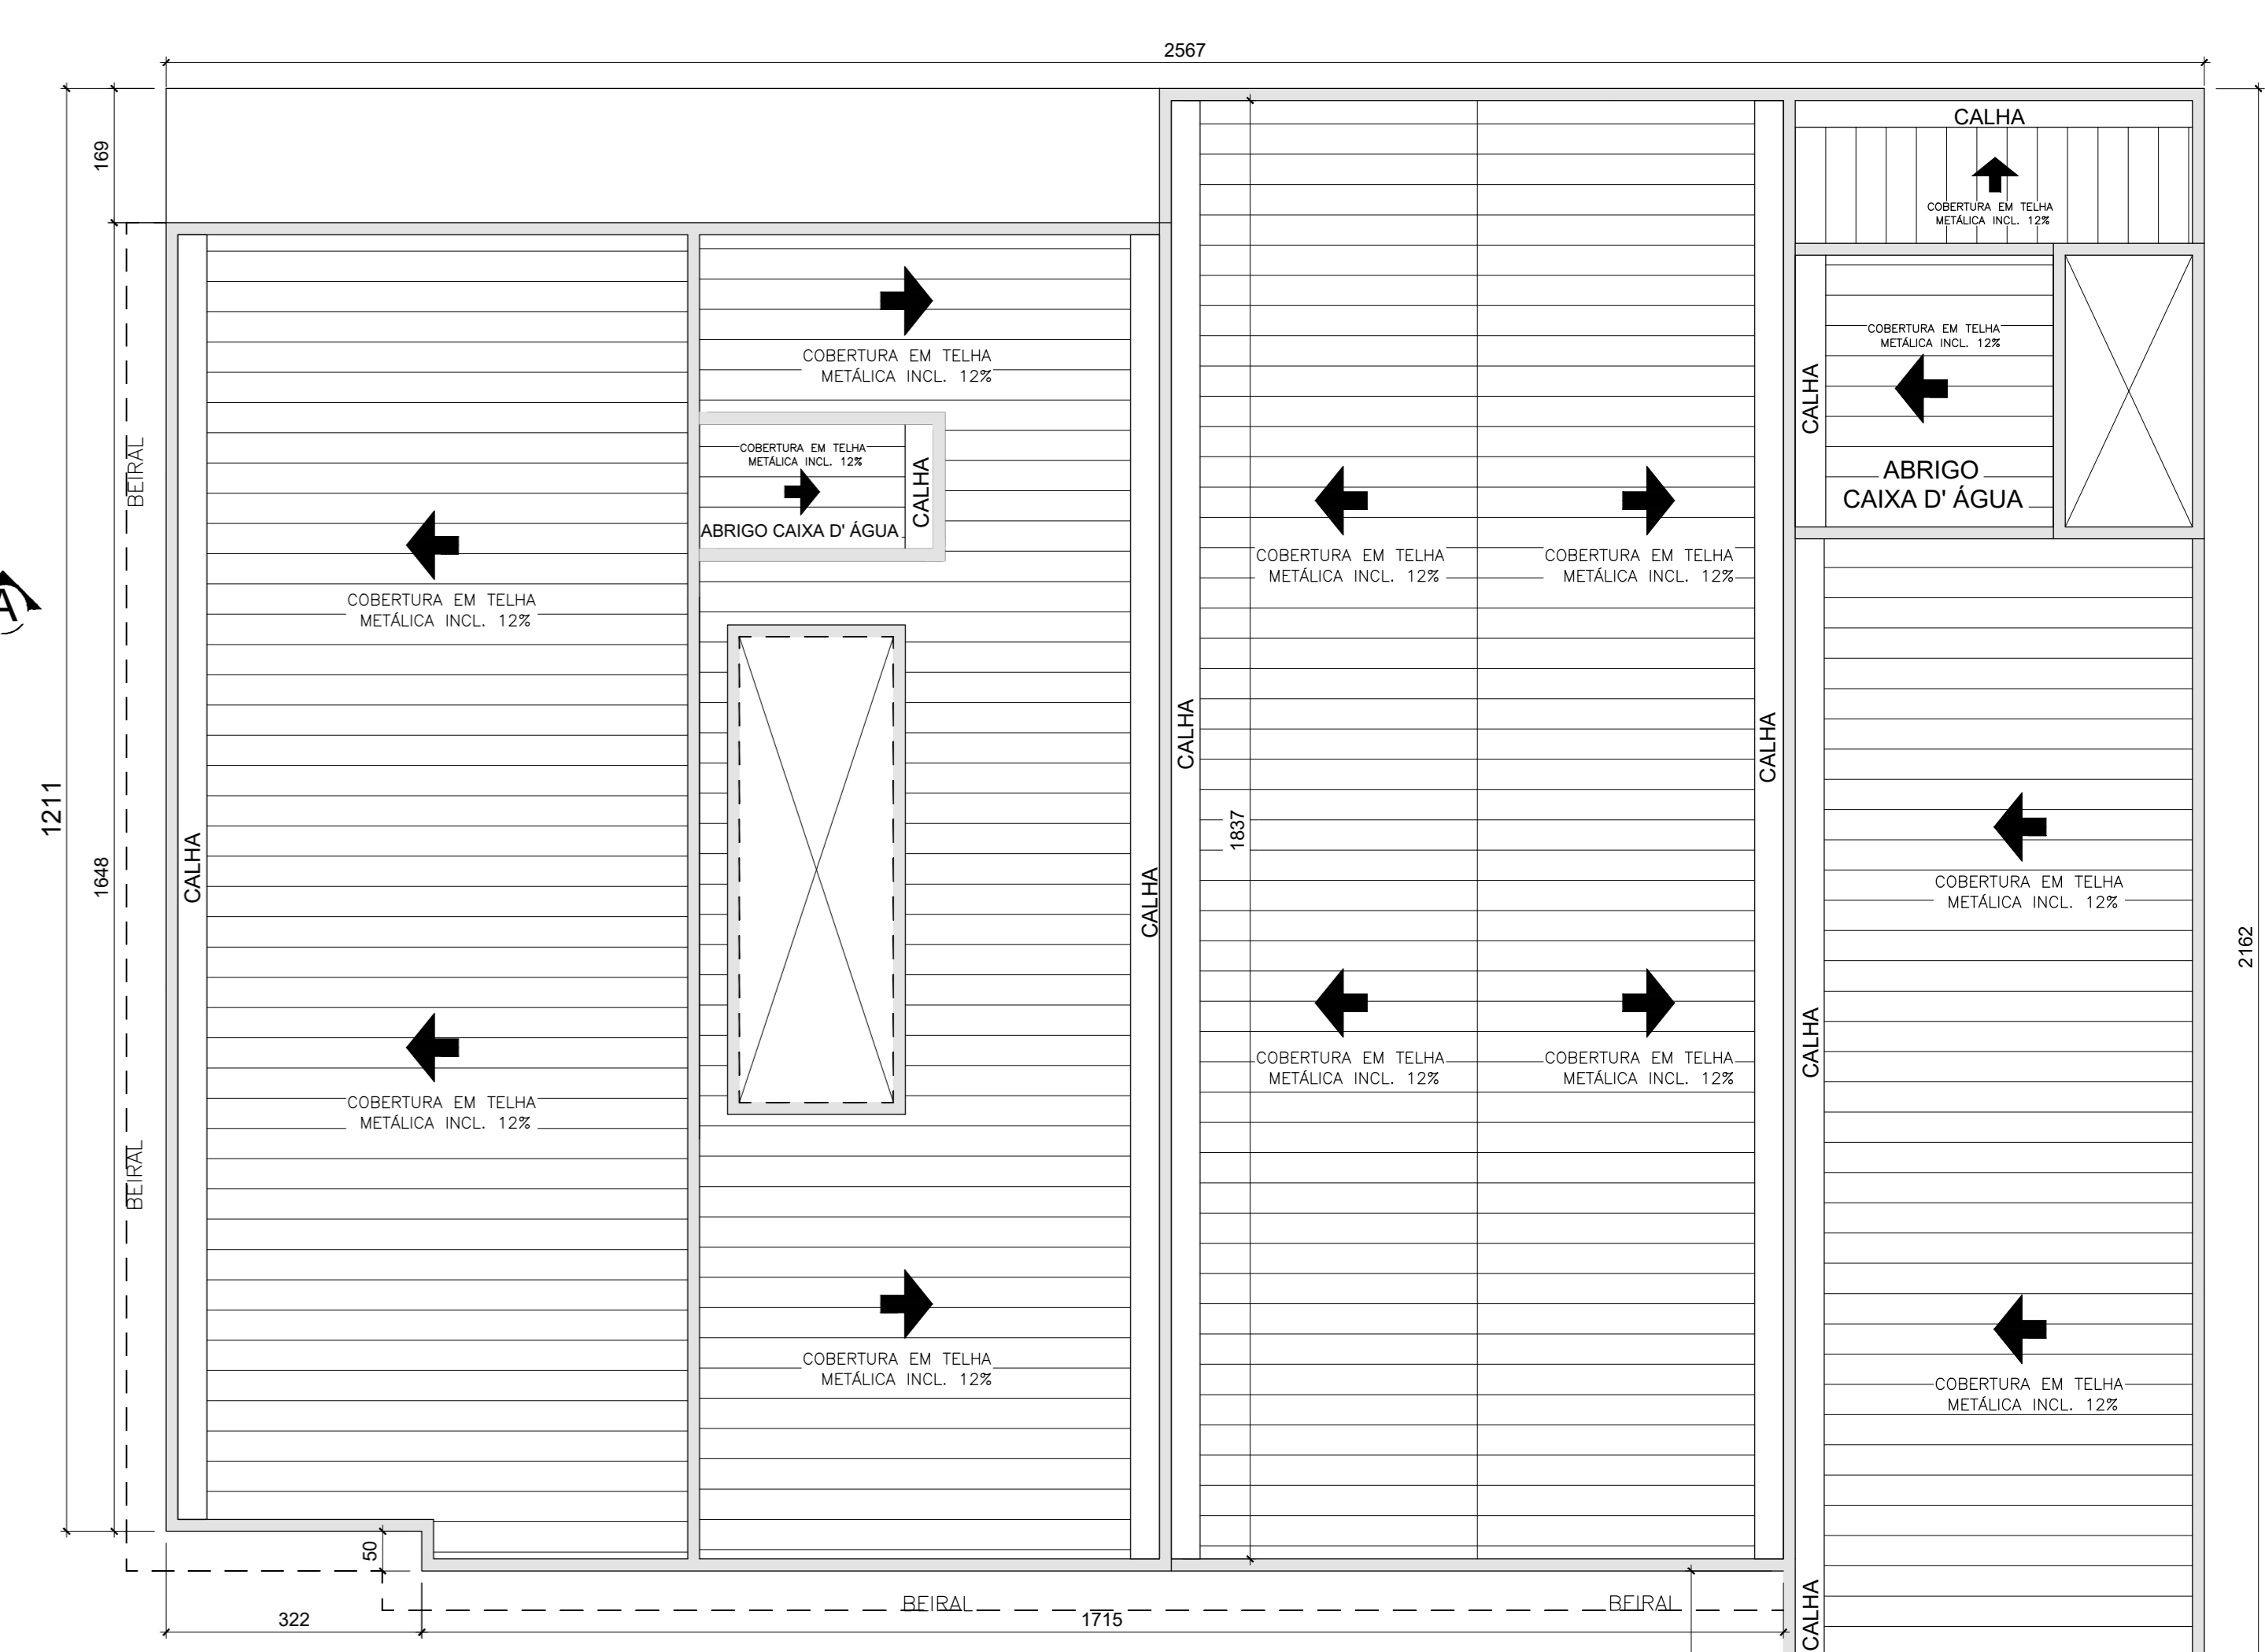 2567
CALHA
169
COBERTURA EM TELHA
METÁLICA INCL. 12%
COBERTURA EM TELHA
METÁLICA INCL. 12%
COBERTURA EM TELHA
METÁLICA INCL. 12%
CALHA
BEIRAL
COBERTURA EM TELHA
METÁLICA INCL. 12%
CALHA
ABRIGO CAIXA D' ÁGUA
ABRIGO
CAIXA D' ÁGUA
COBERTURA EM TELHA
METÁLICA INCL. 12%
COBERTURA EM TELHA
METÁLICA INCL. 12%
A
COBERTURA EM TELHA
METÁLICA INCL. 12%
CALHA
CALHA
1211
1837
1648
CALHA
CALHA
COBERTURA EM TELHA
METÁLICA INCL. 12%
2162
CALHA
COBERTURA EM TELHA
METÁLICA INCL. 12%
COBERTURA EM TELHA
METÁLICA INCL. 12%
COBERTURA EM TELHA
METÁLICA INCL. 12%
BEIRAL
COBERTURA EM TELHA
METÁLICA INCL. 12%
COBERTURA EM TELHA
METÁLICA INCL. 12%
50
BEIRAL
BEIRAL
CALHA
322
1715